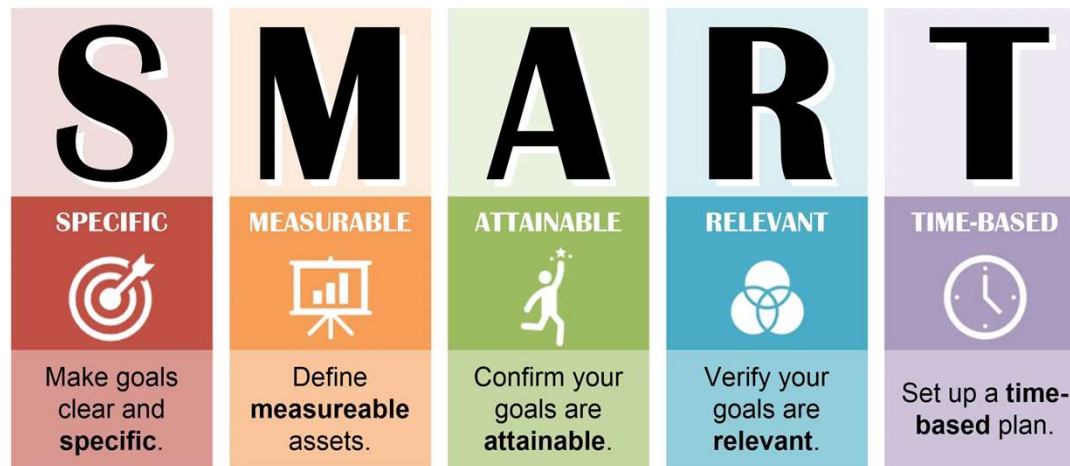 S
SPECIFIC
Make goals
clear and
specific.
M
MEASURABLE
Define
measureable
assets.
A
ATTAINABLE
Confirm your
goals are
attainable.
R
RELEVANT
Verify your
goals are
relevant.
T
TIME-BASED
Set up a time-
based plan.